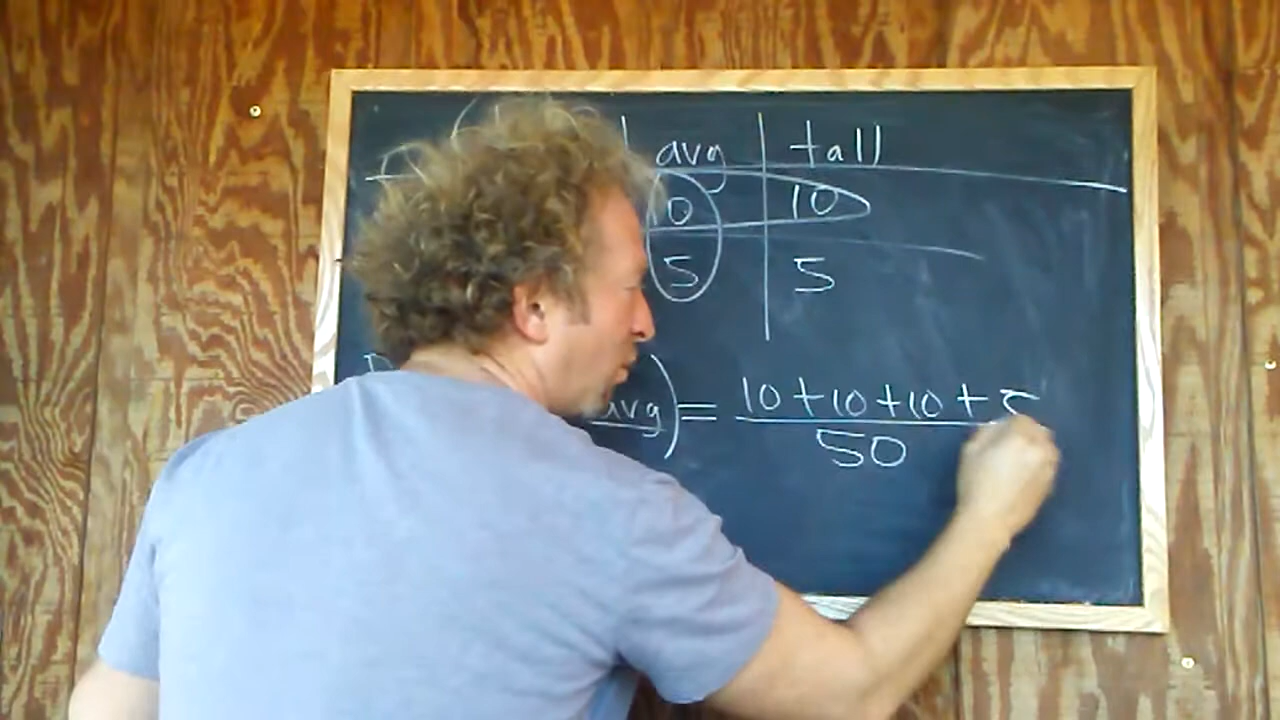 avg tall
10 10
5 5
avg) = 10 + 10 + 10 + 5
50